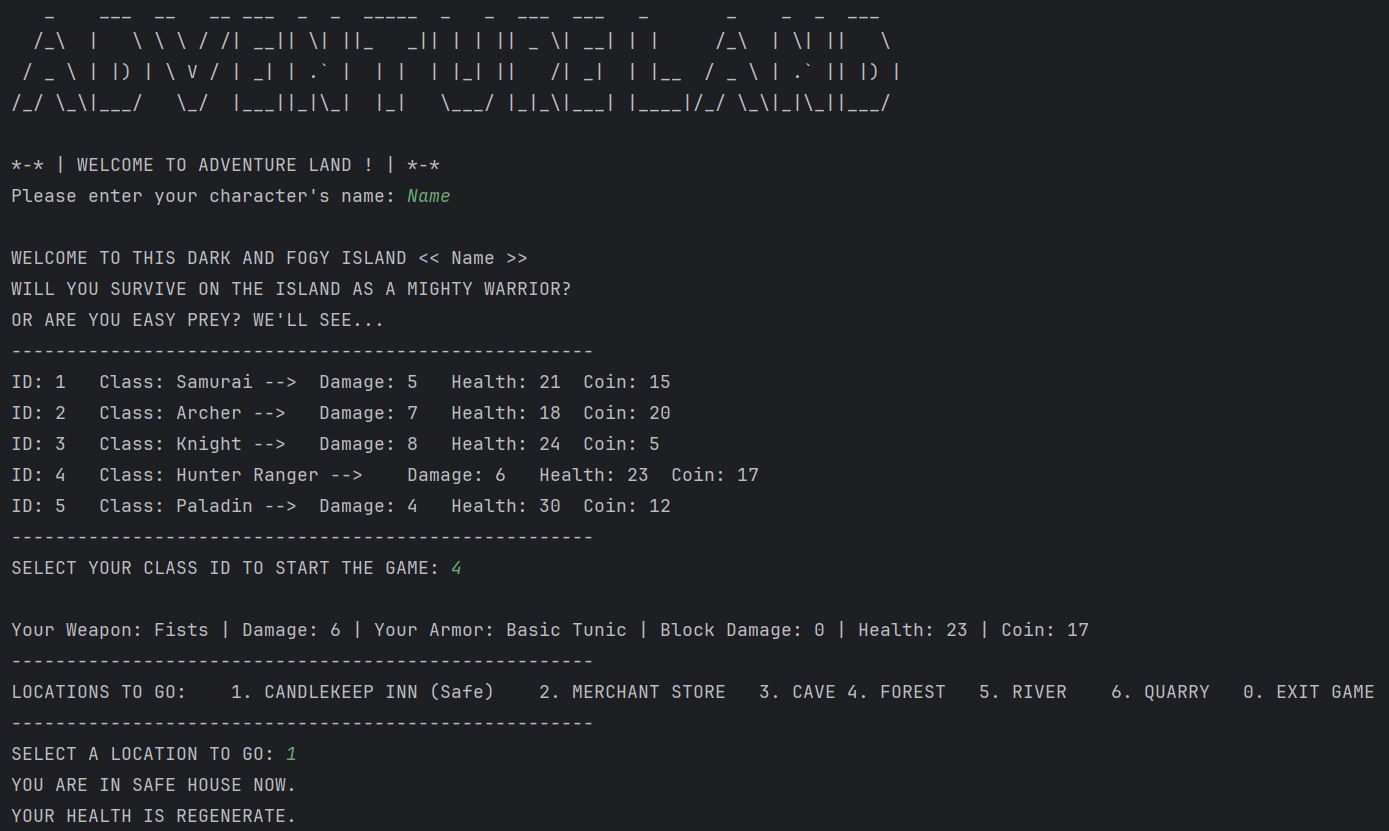 ADVENTURE LAND
*-* | WELCOME TO ADVENTURE LAND ! | *-*
Please enter your character's name: Name
WELCOME TO THIS DARK AND FOGY ISLAND << Name >>
WILL YOU SURVIVE ON THE ISLAND AS A MIGHTY WARRIOR?
OR ARE YOU EASY PREY? WE'LL SEE...
-----------------------------------------------------
ID: 1   Class: Samurai -->  Damage: 5   Health: 21  Coin: 15
ID: 2   Class: Archer -->   Damage: 7   Health: 18  Coin: 20
ID: 3   Class: Knight -->   Damage: 8   Health: 24  Coin: 5
ID: 4   Class: Hunter Ranger -->    Damage: 6   Health: 23  Coin: 17
ID: 5   Class: Paladin -->  Damage: 4   Health: 30  Coin: 12
-----------------------------------------------------
SELECT YOUR CLASS ID TO START THE GAME: 4
Your Weapon: Fists | Damage: 6 | Your Armor: Basic Tunic | Block Damage: 0 | Health: 23 | Coin: 17
-----------------------------------------------------
LOCATIONS TO GO:    1. CANDLEKEEP INN (Safe)    2. MERCHANT STORE   3. CAVE 4. FOREST   5. RIVER    6. QUARRY   0. EXIT GAME
-----------------------------------------------------
SELECT A LOCATION TO GO: 1
YOU ARE IN SAFE HOUSE NOW.
YOUR HEALTH IS REGENERATE.